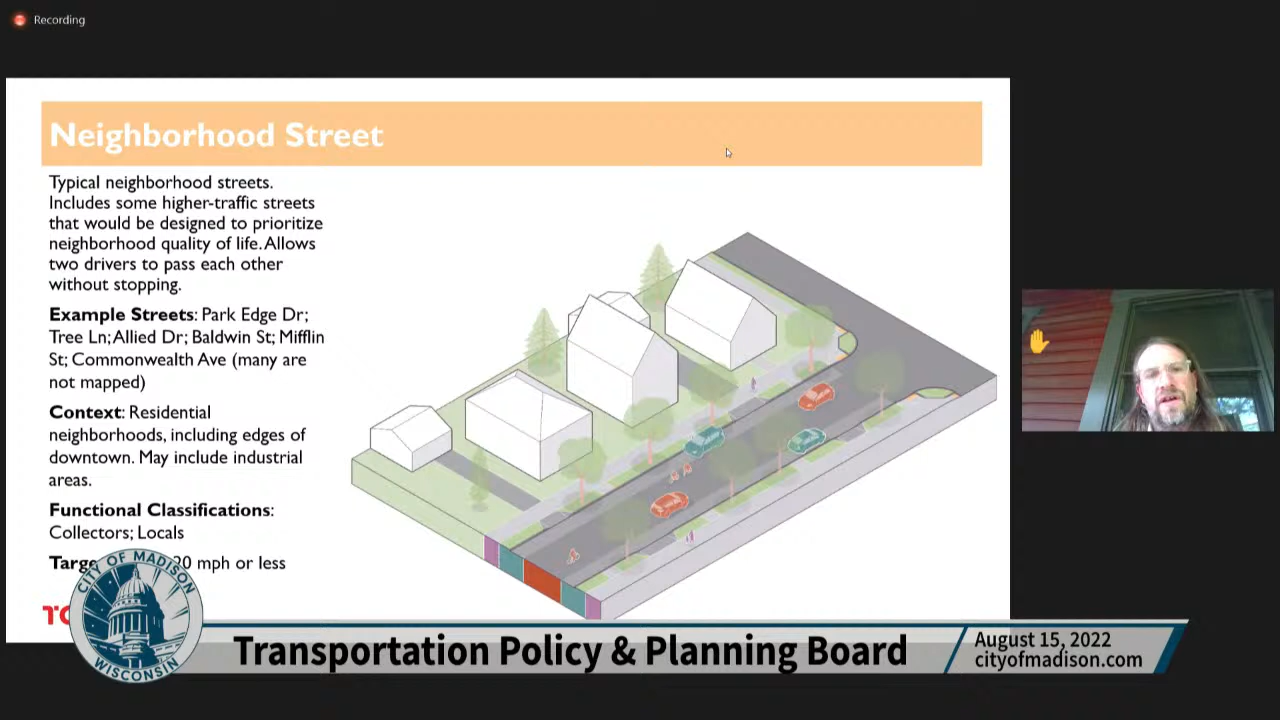 Recording
Neighborhood Street
Typical neighborhood streets.
Includes some higher-traffic streets
that would be designed to prioritize
neighborhood quality of life. Allows
two drivers to pass each other
without stopping.
Example Streets: Park Edge Dr;
Tree Ln; Allied Dr; Baldwin St; Mifflin
St; Commonwealth Ave (many are
not mapped)
Context: Residential
neighborhoods, including edges of
downtown. May include industrial
areas.
Functional Classifications:
Collectors; Locals
20 mph or less
CITY OF MADISON
WISCONSIN
Transportation Policy & Planning Board
August 15, 2022
cityofmadison.com